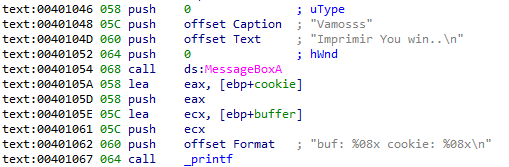 text:00401046 058 push 0 ; uType
text:00401048 05C push offset Caption ; "Vamosss"
text:0040104D 060 push offset Text ; "Imprimir You win..\n"
text:00401052 064 push 0 ; hWnd
text:00401054 068 call ds:MessageBoxA
text:0040105A 058 lea eax, [ebp+cookie]
text:0040105D 058 push eax
text:0040105E 05C lea ecx, [ebp+buffer]
text:00401061 05C push ecx
text:00401062 060 push offset Format ; "buf: %08x cookie: %08x\n"
text:00401067 064 call _printf